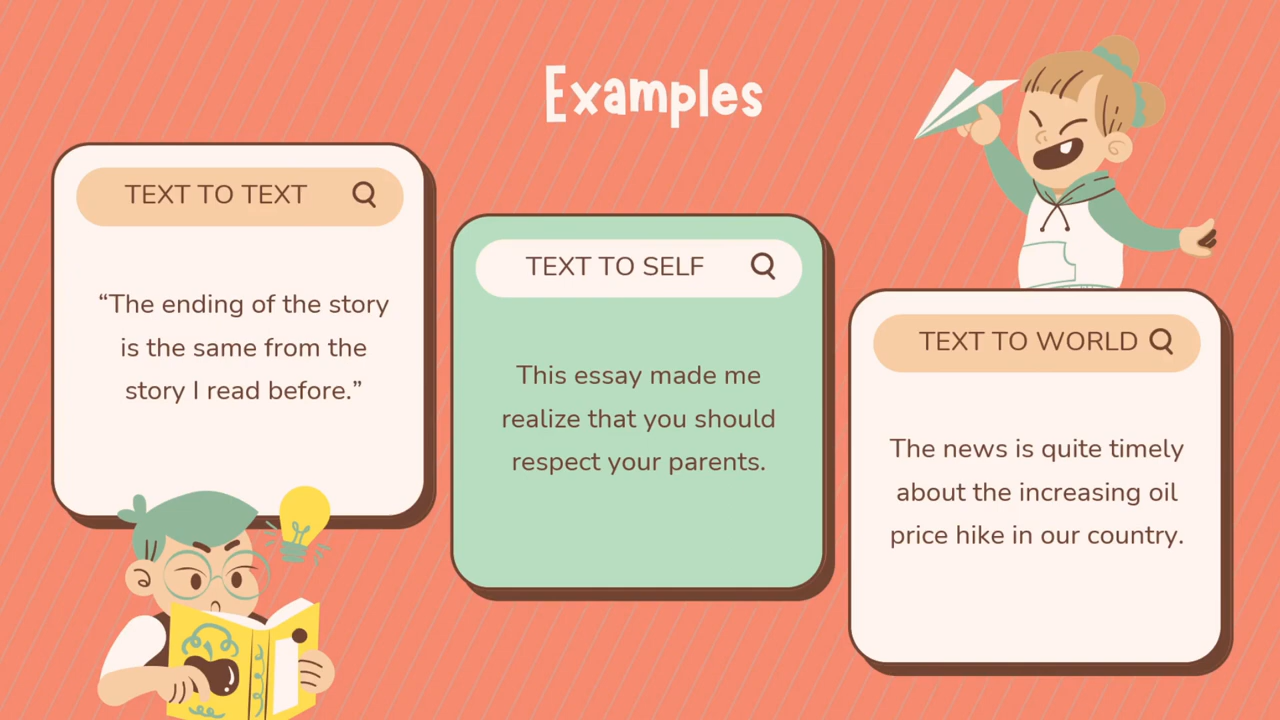 Examples
TEXT TO TEXT
“The ending of the story
is the same from the
story I read before.”
TEXT TO SELF
This essay made me
realize that you should
respect your parents.
TEXT TO WORLD
The news is quite timely
about the increasing oil
price hike in our country.